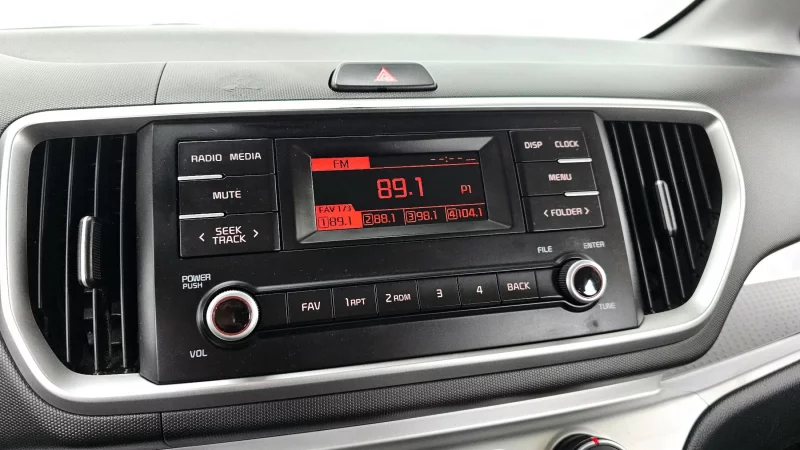 RADIO MEDIA
MUTE
< SEEK >
TRACK
POWER
PUSH
VOL
FM
--:--
89.1 P1
FAV 1/3
1 89.1 2 88.1 3 98.1 4 104.1
DISP CLOCK
MENU
< FOLDER >
FILE ENTER
TUNE
FAV 1 RPT 2 RDM 3 4 BACK